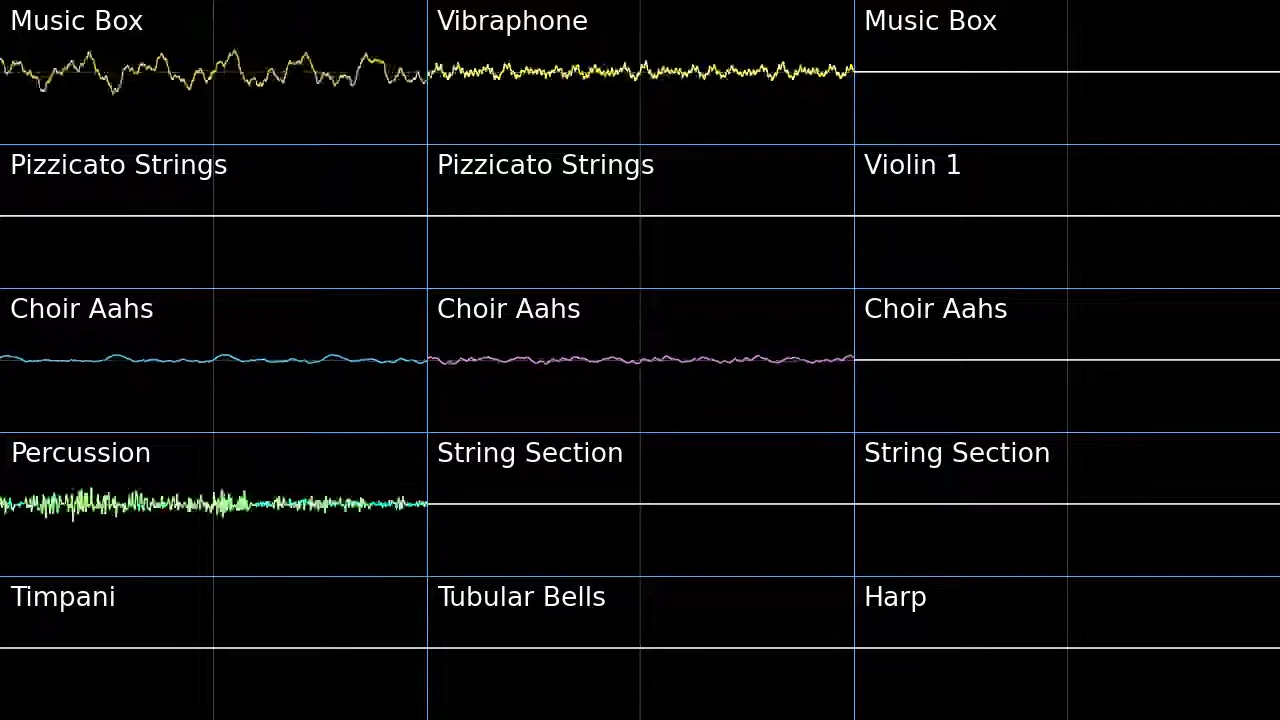 Music Box
Vibraphone
Music Box
Pizzicato Strings
Pizzicato Strings
Violin 1
Choir Aahs
Choir Aahs
Choir Aahs
Percussion
String Section
String Section
Timpani
Tubular Bells
Harp